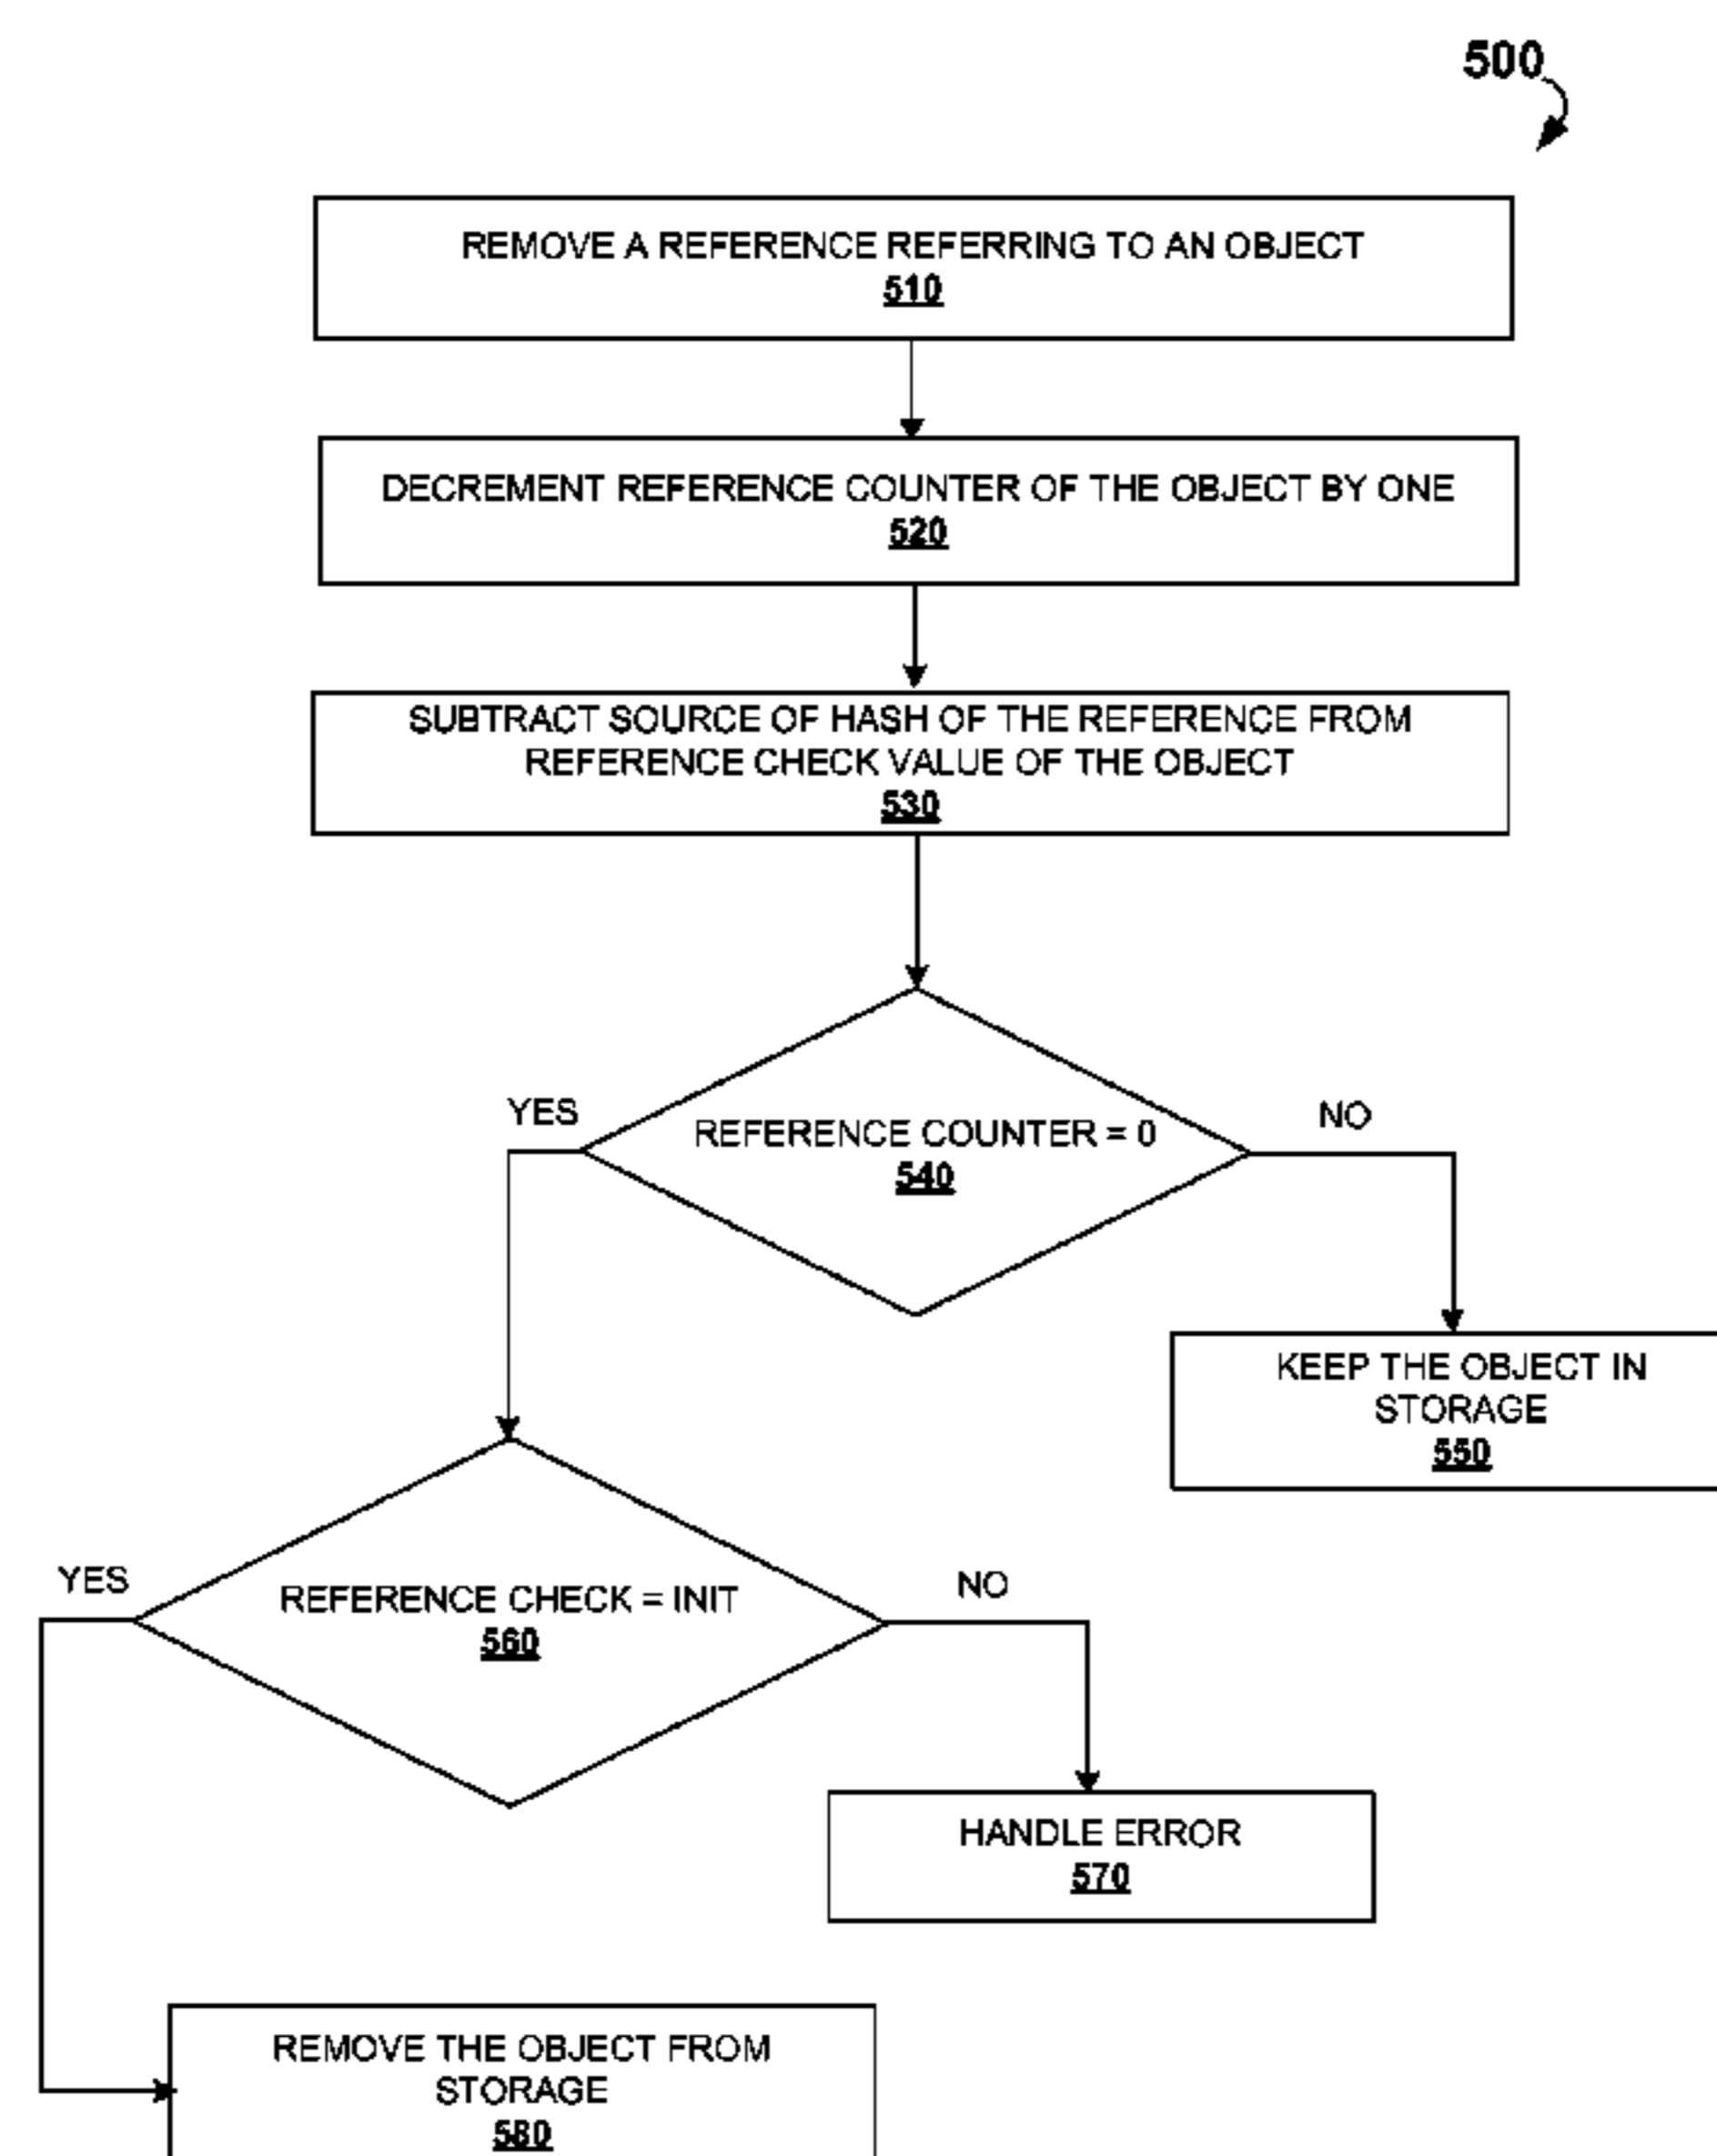 500
REMOVE A REFERENCE REFERRING TO AN OBJECT
510
DECREMENT REFERENCE COUNTER OF THE OBJECT BY ONE
520
SUBTRACT SOURCE OF HASH OF THE REFERENCE FROM
REFERENCE CHECK VALUE OF THE OBJECT
530
YES
REFERENCE COUNTER = 0
540
NO
KEEP THE OBJECT IN
STORAGE
550
YES
REFERENCE CHECK = INIT
560
NO
HANDLE ERROR
570
REMOVE THE OBJECT FROM
STORAGE
580